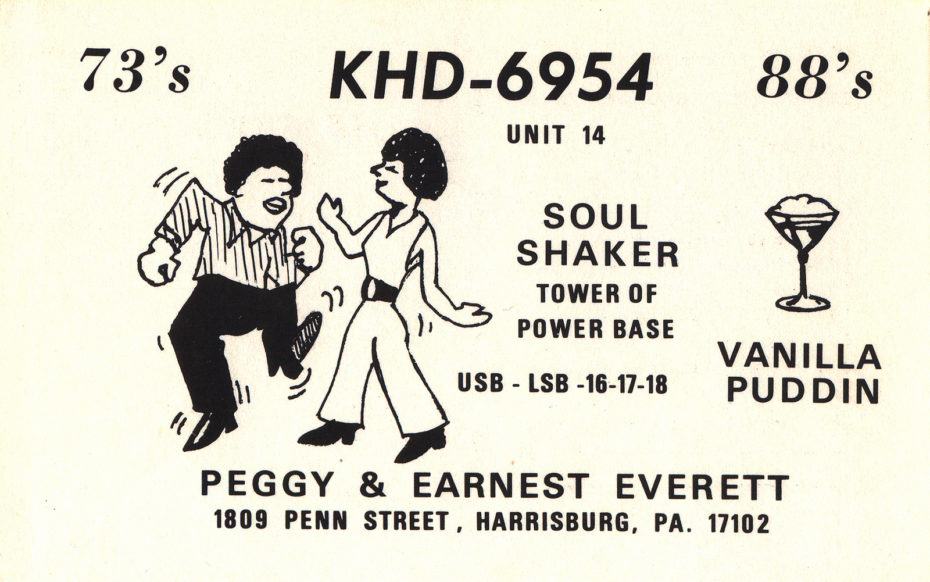 73's KHD-6954 88's
UNIT 14
SOUL
SHAKER
TOWER OF
POWER BASE
USB - LSB -16-17-18
VANILLA
PUDDIN
PEGGY & EARNEST EVERETT
1809 PENN STREET, HARRISBURG, PA. 17102